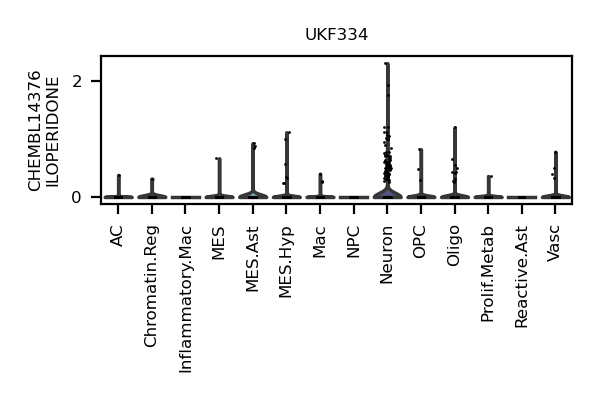 UKF334
CHEMBL14376
ILOPERIDONE
2
0
AC
Chromatin.Reg
Inflammatory.Mac
MES
MES.Ast
MES.Hyp
Mac
NPC
Neuron
OPC
Oligo
Prolif.Metab
Reactive.Ast
Vasc